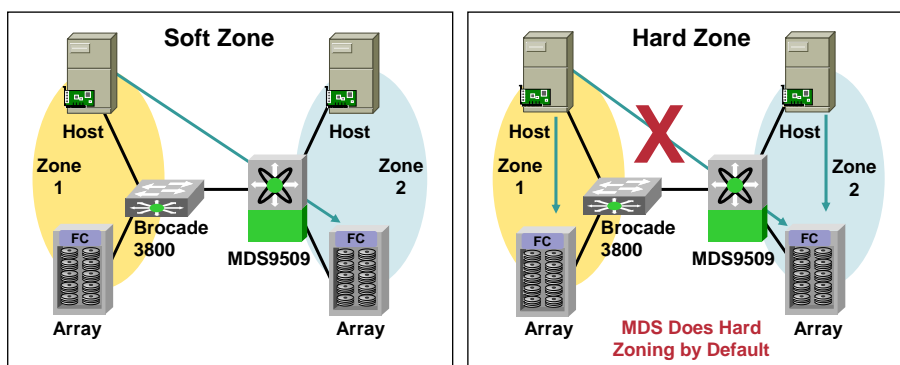 Soft Zone
Host
Host
Zone
1
Zone
2
Brocade
3800
MDS9509
FC
Array
FC
Array
Hard Zone
Host
Host
X
Zone
1
Zone
2
Brocade
3800
MDS9509
FC
Array
FC
Array
MDS Does Hard
Zoning by Default